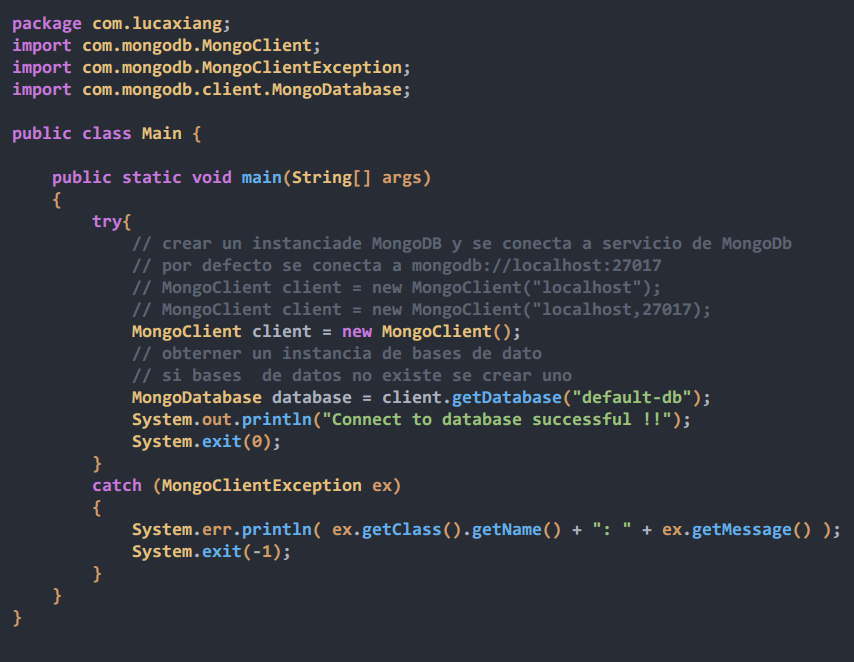 package com.lucaxiang;
import com.mongodb.MongoClient;
import com.mongodb.MongoClientException;
import com.mongodb.client.MongoDatabase;

public class Main {

    public static void main(String[] args)
    {
        try{
            // crear un instanciade MongoDB y se conecta a servicio de MongoDb
            // por defecto se conecta a mongodb://localhost:27017
            // MongoClient client = new MongoClient("localhost");
            // MongoClient client = new MongoClient("localhost,27017);
            MongoClient client = new MongoClient();
            // obterner un instancia de bases de dato
            // si bases  de datos no existe se crear uno
            MongoDatabase database = client.getDatabase("default-db");
            System.out.println("Connect to database successful !!");
            System.exit(0);
        }
        catch (MongoClientException ex)
        {
            System.err.println( ex.getClass().getName() + ": " + ex.getMessage() );
            System.exit(-1);
        }
    }
}